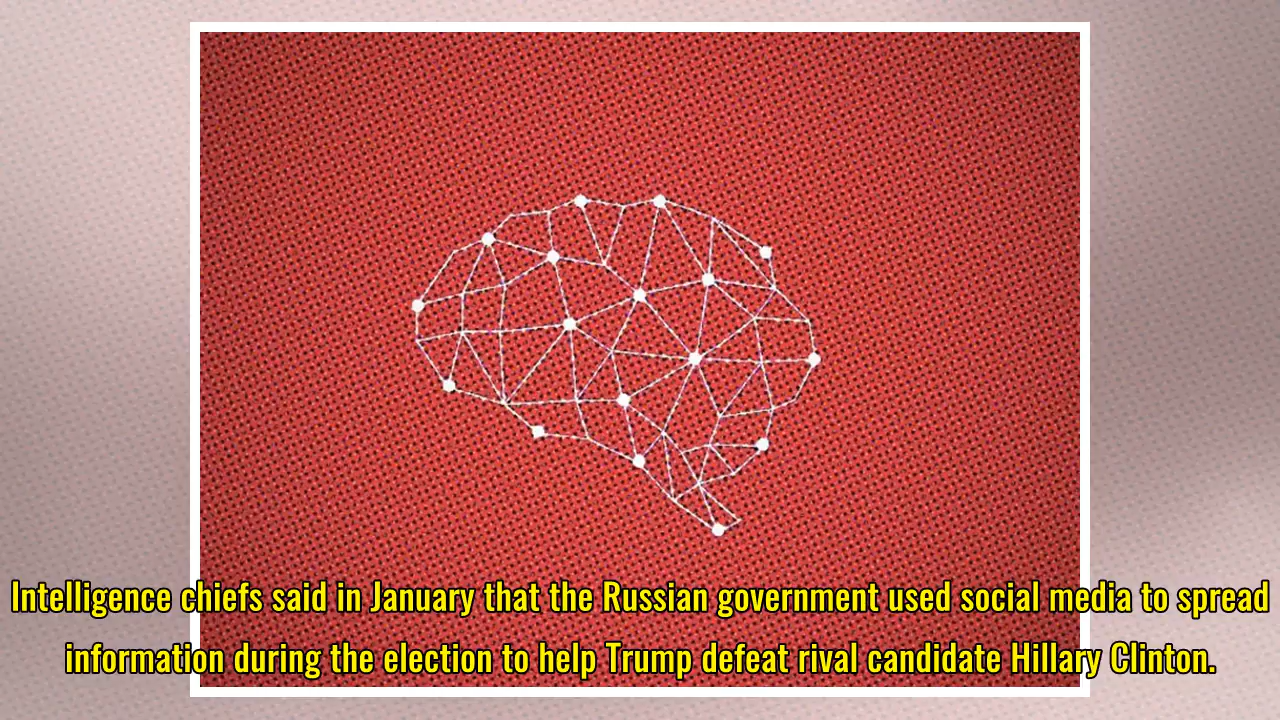 Intelligence chiefs said in January that the Russian government used social media to spread
information during the election to help Trump defeat rival candidate Hillary Clinton.